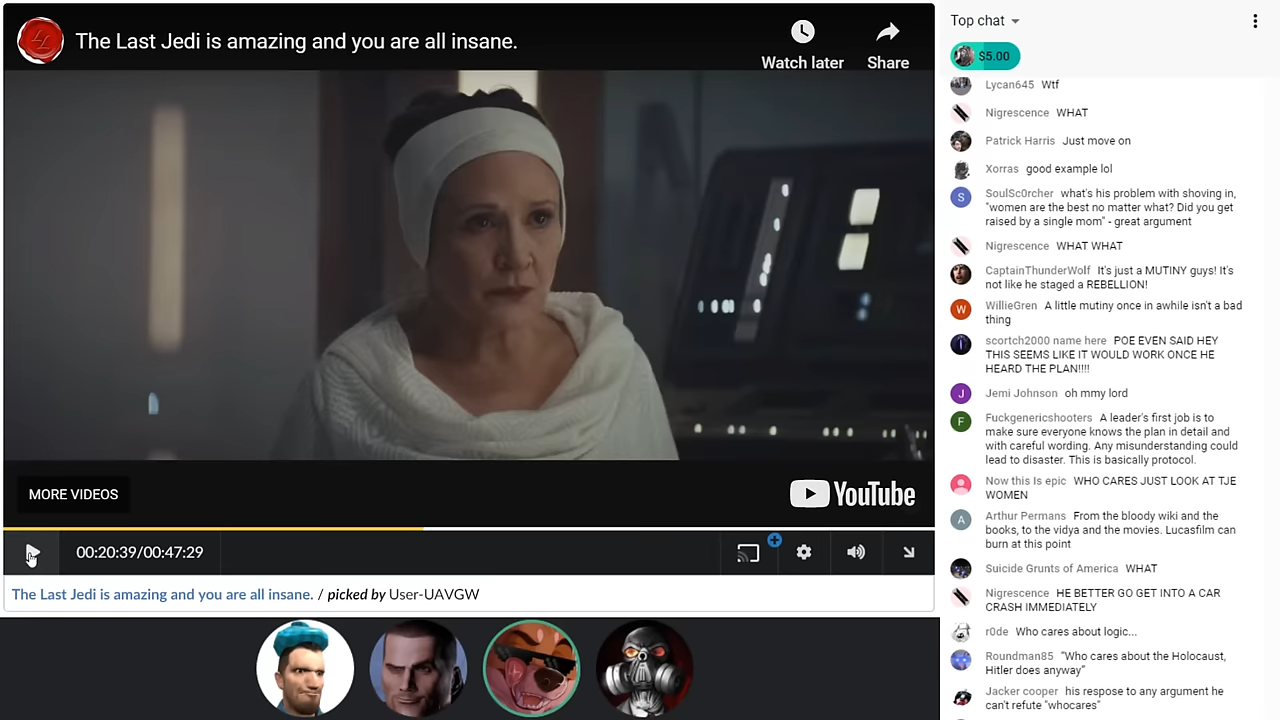 The Last Jedi is amazing and you are all insane.
Watch later
Share
MORE VIDEOS
YouTube
00:20:39/00:47:29
The Last Jedi is amazing and you are all insane. / picked by User-UAVGW
Top chat
$5.00
Lycan645 Wtf
Nigrescence WHAT
Patrick Harris Just move on
Xorras good example lol
S
SoulSc0rcher what's his problem with shoving in,
"women are the best no matter what? Did you get
raised by a single mom" - great argument
Nigrescence WHAT WHAT
CaptainThunderWolf It's just a MUTINY guys! It's
not like he staged a REBELLION!
W
WillieGren A little mutiny once in awhile isn't a bad
thing
scortch2000 name here POE EVEN SAID HEY
THIS SEEMS LIKE IT WOULD WORK ONCE HE
HEARD THE PLAN!!!!
J
Jemi Johnson oh mmy lord
F
Fuckgenericshooters A leader's first job is to
make sure everyone knows the plan in detail and
with careful wording. Any misunderstanding could
lead to disaster. This is basically protocol.
Now this Is epic WHO CARES JUST LOOK AT TJE
WOMEN
A
Arthur Permans From the bloody wiki and the
books, to the vidya and the movies. Lucasfilm can
burn at this point
Suicide Grunts of America WHAT
Nigrescence HE BETTER GO GET INTO A CAR
CRASH IMMEDIATELY
r0de Who cares about logic...
Roundman85 "Who cares about the Holocaust,
Hitler does anyway"
Jacker cooper his respose to any argument he
can't refute "whocares"